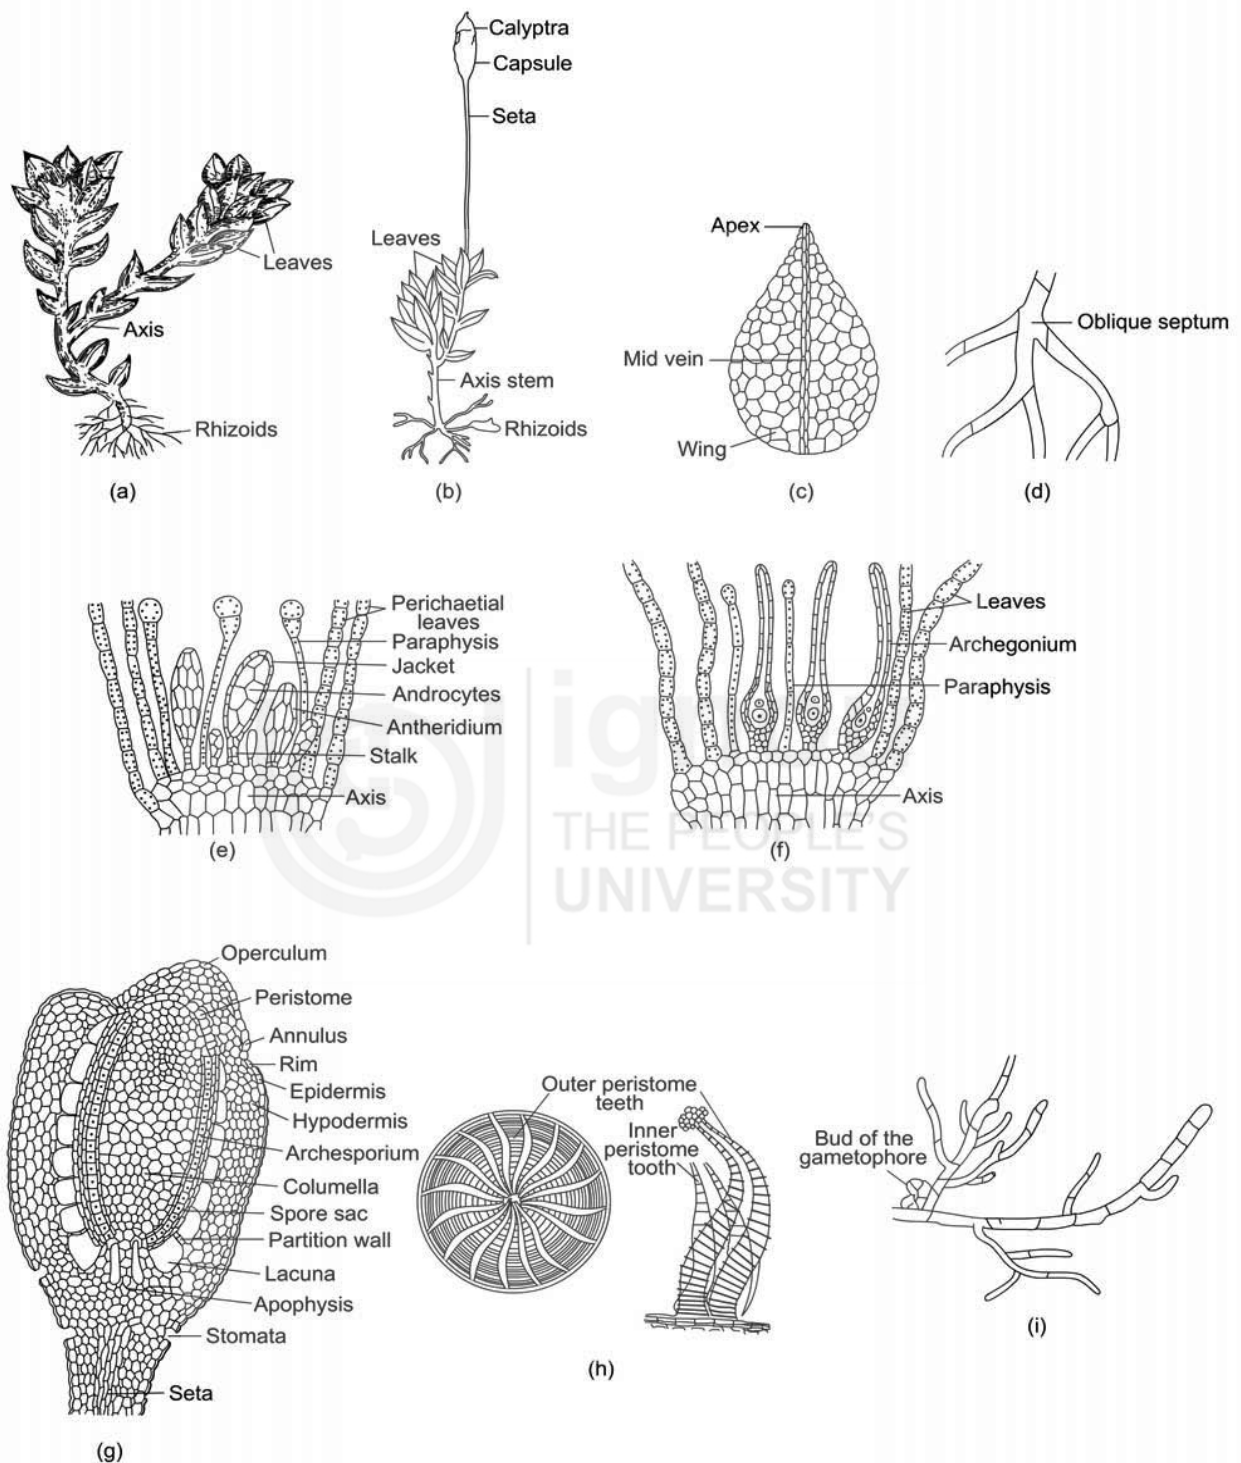 Calyptra
Capsule
Seta
Leaves
Axis
Rhizoids
(a)
Leaves
Axis stem
Rhizoids
(b)
Apex
Mid vein
Wing
(c)
Oblique septum
(d)
Perichaetial
leaves
Paraphysis
Jacket
Androcytes
Antheridium
Stalk
Axis
(e)
Leaves
Archegonium
Paraphysis
Axis
(f)
THE PEOPLE'S
UNIVERSITY
Operculum
Peristome
Annulus
Rim
Epidermis
Hypodermis
Archesporium
Columella
Spore sac
Partition wall
Lacuna
Apophysis
Stomata
Seta
(g)
Outer peristome
teeth
Inner
peristome
tooth
(h)
Bud of the
gametophore
(i)